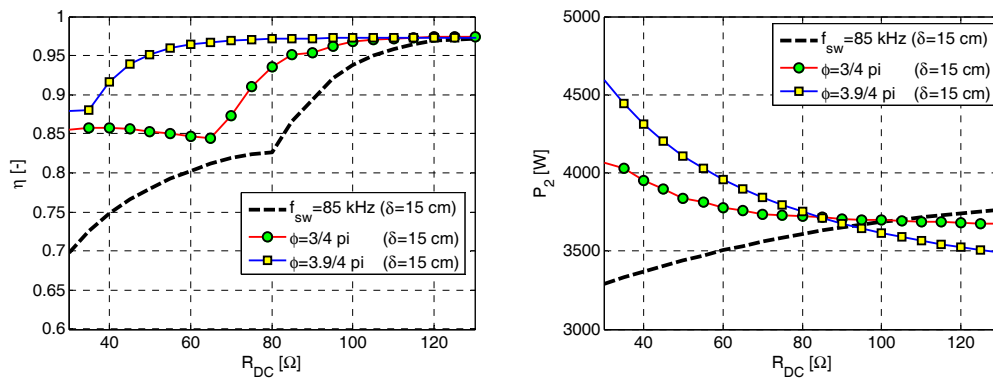 1
0.95
0.9
0.85
0.8
0.75
0.7
0.65
0.6
η [-]
40 60 80 100 120
R_DC [Ω]
f_sw=85 kHz (δ=15 cm)
ϕ=3/4 pi (δ=15 cm)
ϕ=3.9/4 pi (δ=15 cm)
5000
4500
4000
3500
3000
P_2 [W]
40 60 80 100 120
R_DC [Ω]
f_sw=85 kHz (δ=15 cm)
ϕ=3/4 pi (δ=15 cm)
ϕ=3.9/4 pi (δ=15 cm)